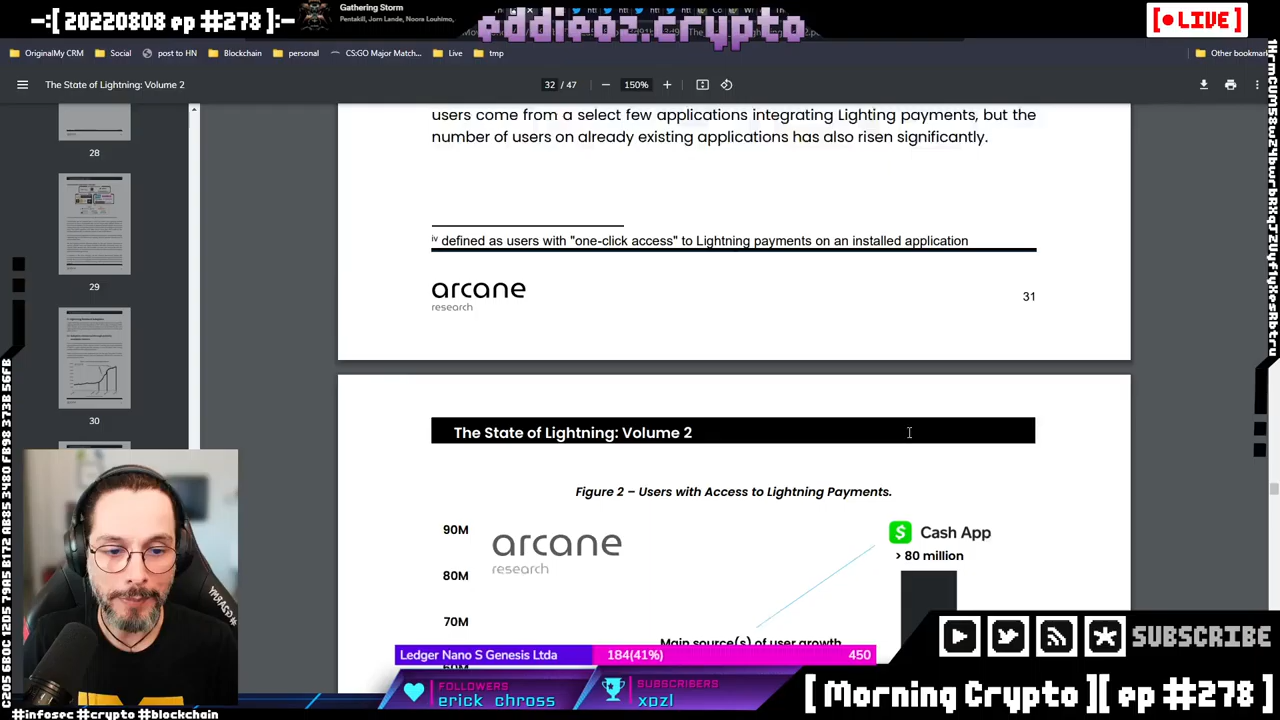 -:[ 20220808 ep #278 ]:-
Gathering Storm
Pentakill, Jorn Lande, Noora Louhimo,
eddieoz.crypto
[ LIVE ]
OriginalMy CRM
Social
post to HN
Blockchain
personal
CS:GO Major Match...
Live
tmp
Other bookmar
The State of Lightning: Volume 2
32 / 47
150%
28
29
30
users come from a select few applications integrating Lighting payments, but the
number of users on already existing applications has also risen significantly.
iv defined as users with "one-click access" to Lightning payments on an installed application
arcane
research
31
The State of Lightning: Volume 2
Figure 2 – Users with Access to Lightning Payments.
90M
arcane
research
Cash App
> 80 million
80M
70M
Main source(s) of user growth
Ledger Nano S Genesis Ltda
184(41%)
450
FOLLOWERS
erick_chross
SUBSCRIBERS
xpzl
SUBSCRIBE
[ Morning Crypto ][ ep #278 ]
#infosec #crypto #blockchain